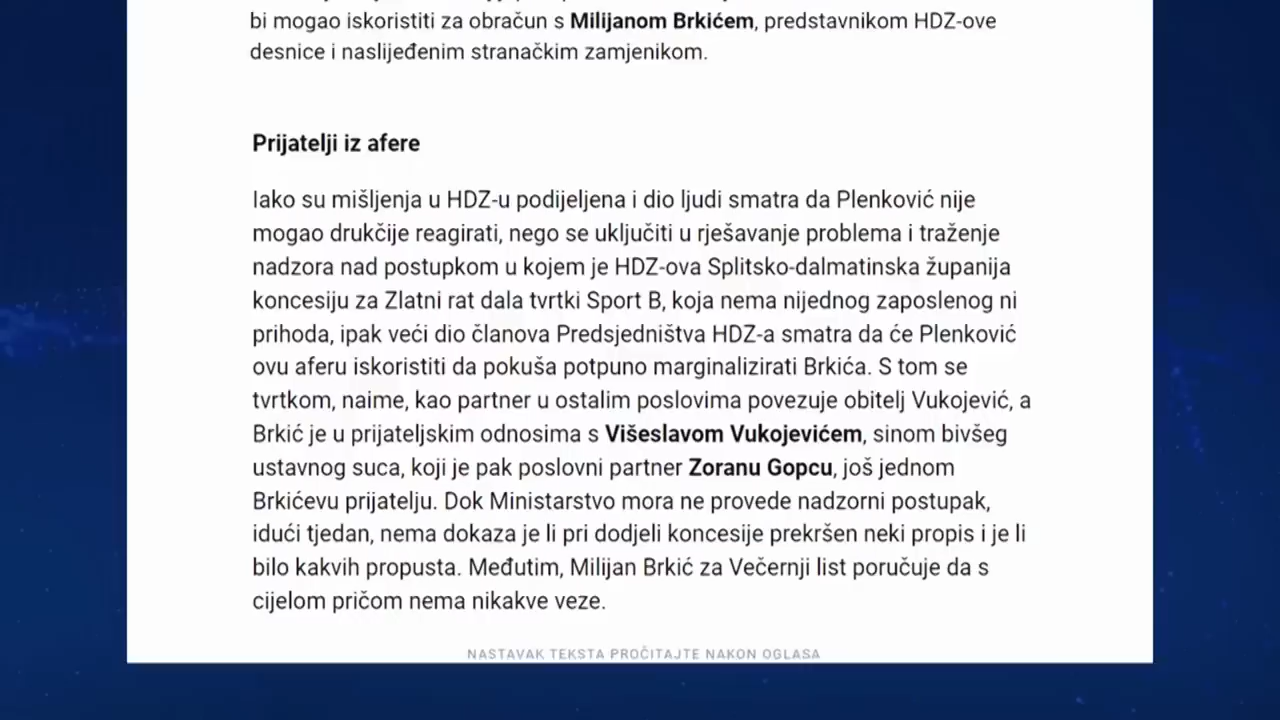 bi mogao iskoristiti za obračun s Milijanom Brkićem, predstavnikom HDZ-ove
desnice i naslijeđenim stranačkim zamjenikom.
Prijatelji iz afere
Iako su mišljenja u HDZ-u podijeljena i dio ljudi smatra da Plenković nije
mogao drukčije reagirati, nego se uključiti u rješavanje problema i traženje
nadzora nad postupkom u kojem je HDZ-ova Splitsko-dalmatinska županija
koncesiju za Zlatni rat dala tvrtki Sport B, koja nema nijednog zaposlenog ni
prihoda, ipak veći dio članova Predsjedništva HDZ-a smatra da će Plenković
ovu aferu iskoristiti da pokuša potpuno marginalizirati Brkića. S tom se
tvrtkom, naime, kao partner u ostalim poslovima povezuje obitelj Vukojević, a
Brkić je u prijateljskim odnosima s Višeslavom Vukojevićem, sinom bivšeg
ustavnog suca, koji je pak poslovni partner Zoranu Gopcu, još jednom
Brkićevu prijatelju. Dok Ministarstvo mora ne provede nadzorni postupak,
idući tjedan, nema dokaza je li pri dodjeli koncesije prekršen neki propis i je li
bilo kakvih propusta. Međutim, Milijan Brkić za Večernji list poručuje da s
cijelom pričom nema nikakve veze.
NASTAVAK TEKSTA PROČITAJTE NAKON OGLASA